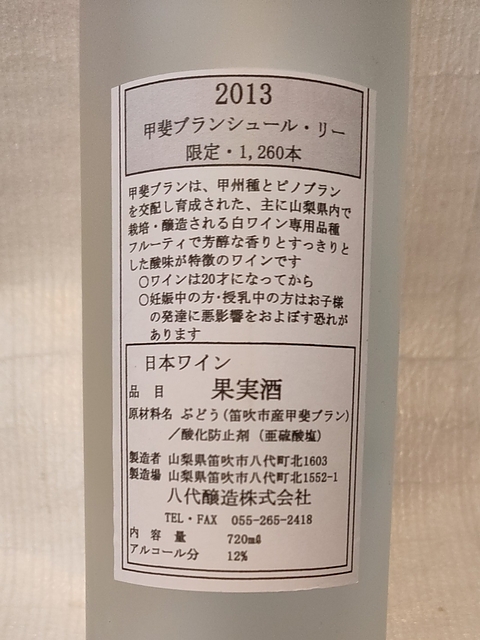 2013
甲斐ブランシュール・リー
限定・1,260本
甲斐ブランは、甲州種とピノブラン
を交配し育成された、主に山梨県内で
栽培・醸造される白ワイン専用品種
フルーティで芳醇な香りとすっきりと
した酸味が特徴のワインです
○ワインは20才になってから
○妊娠中の方・授乳中の方はお子様
の発達に悪影響をおよぼす恐れが
あります
日本ワイン
品 目 果実酒
原材料名 ぶどう(笛吹市産甲斐ブラン)
／酸化防止剤 (亜硫酸塩)
製造者 山梨県笛吹市八代町北1603
製造場 山梨県笛吹市八代町北1552-1
八代醸造株式会社
TEL・FAX 055-265-2418
内 容 量 720mℓ
アルコール分 12%